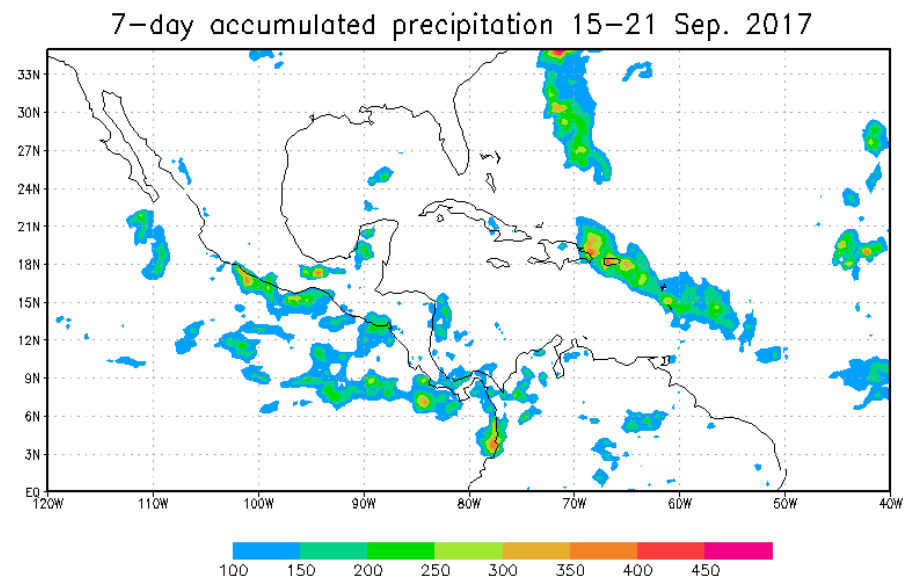 7-day accumulated precipitation 15-21 Sep. 2017
33N
30N
27N
24N
21N
18N
15N
12N
9N
6N
3N
EQ
120W 110W 100W 90W 80W 70W 60W 50W 40W
100 150 200 250 300 350 400 450